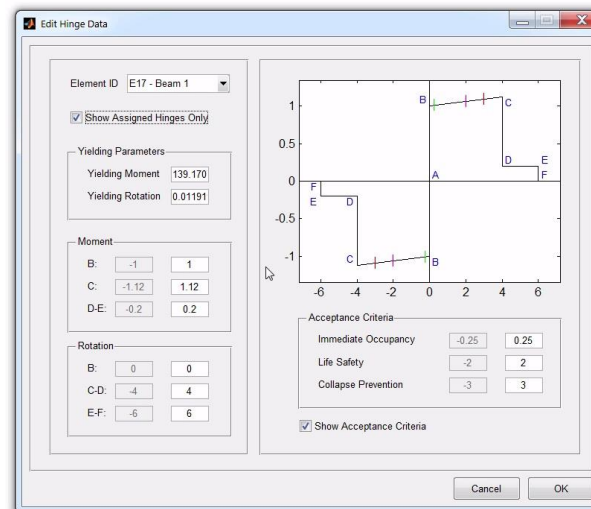 Edit Hinge Data
Element ID E17 - Beam 1
Show Assigned Hinges Only
Yielding Parameters
Yielding Moment 139.170
Yielding Rotation 0.01191
Moment
B: -1 1
C: -1.12 1.12
D-E: -0.2 0.2
Rotation
B: 0 0
C-D: -4 4
E-F: -6 6
1
0.5
0
-0.5
-1
-6 -4 -2 0 2 4 6
B C
D E
A F
F
E D
C B
Acceptance Criteria
Immediate Occupancy -0.25 0.25
Life Safety -2 2
Collapse Prevention -3 3
Show Acceptance Criteria
Cancel OK